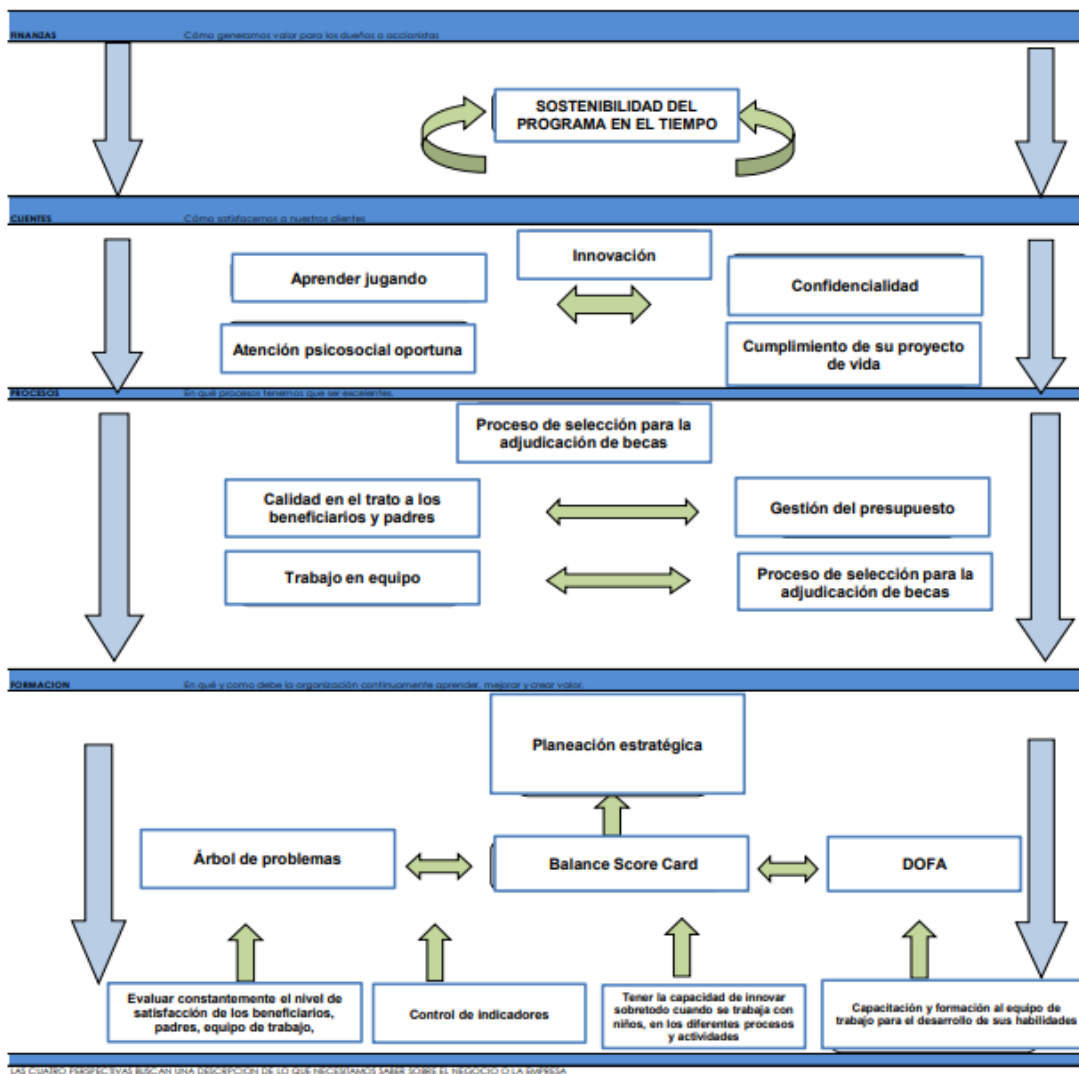 FINANZAS Cómo generamos valor para los dueños o accionistas
SOSTENIBILIDAD DEL
PROGRAMA EN EL TIEMPO
CLIENTES Cómo satisfacemos a nuestros clientes
Innovación
Aprender jugando
Confidencialidad
Atención psicosocial oportuna
Cumplimiento de su proyecto
de vida
PROCESOS En qué procesos tenemos que ser excelentes.
Proceso de selección para la
adjudicación de becas
Calidad en el trato a los
beneficiarios y padres
Gestión del presupuesto
Trabajo en equipo
Proceso de selección para la
adjudicación de becas
FORMACION En qué y como debe la organización continuamente aprender, mejorar y crear valor.
Planeación estratégica
Árbol de problemas
Balance Score Card
DOFA
Evaluar constantemente el nivel de
satisfacción de los beneficiarios,
padres, equipo de trabajo,
Control de indicadores
Tener la capacidad de innovar
sobretodo cuando se trabaja con
niños, en los diferentes procesos
y actividades
Capacitación y formación al equipo de
trabajo para el desarrollo de sus habilidades
LAS CUATRO PERSPECTIVAS BUSCAN UNA DESCRPCIÓN DE LO QUE NECESITAMOS SABER SOBRE EL NEGOCIO O LA EMPRESA